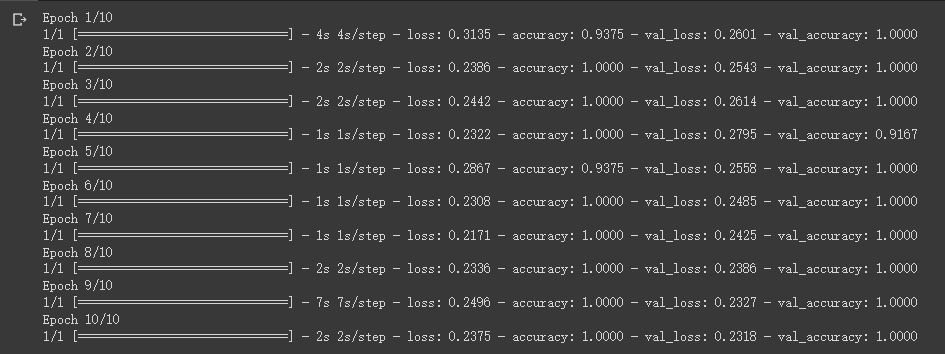 Epoch 1/10
1/1 [==============================] - 4s 4s/step - loss: 0.3135 - accuracy: 0.9375 - val_loss: 0.2601 - val_accuracy: 1.0000
Epoch 2/10
1/1 [==============================] - 2s 2s/step - loss: 0.2386 - accuracy: 1.0000 - val_loss: 0.2543 - val_accuracy: 1.0000
Epoch 3/10
1/1 [==============================] - 2s 2s/step - loss: 0.2442 - accuracy: 1.0000 - val_loss: 0.2614 - val_accuracy: 1.0000
Epoch 4/10
1/1 [==============================] - 1s 1s/step - loss: 0.2322 - accuracy: 1.0000 - val_loss: 0.2795 - val_accuracy: 0.9167
Epoch 5/10
1/1 [==============================] - 1s 1s/step - loss: 0.2867 - accuracy: 0.9375 - val_loss: 0.2558 - val_accuracy: 1.0000
Epoch 6/10
1/1 [==============================] - 1s 1s/step - loss: 0.2308 - accuracy: 1.0000 - val_loss: 0.2485 - val_accuracy: 1.0000
Epoch 7/10
1/1 [==============================] - 1s 1s/step - loss: 0.2171 - accuracy: 1.0000 - val_loss: 0.2425 - val_accuracy: 1.0000
Epoch 8/10
1/1 [==============================] - 2s 2s/step - loss: 0.2336 - accuracy: 1.0000 - val_loss: 0.2386 - val_accuracy: 1.0000
Epoch 9/10
1/1 [==============================] - 7s 7s/step - loss: 0.2496 - accuracy: 1.0000 - val_loss: 0.2327 - val_accuracy: 1.0000
Epoch 10/10
1/1 [==============================] - 2s 2s/step - loss: 0.2375 - accuracy: 1.0000 - val_loss: 0.2318 - val_accuracy: 1.0000